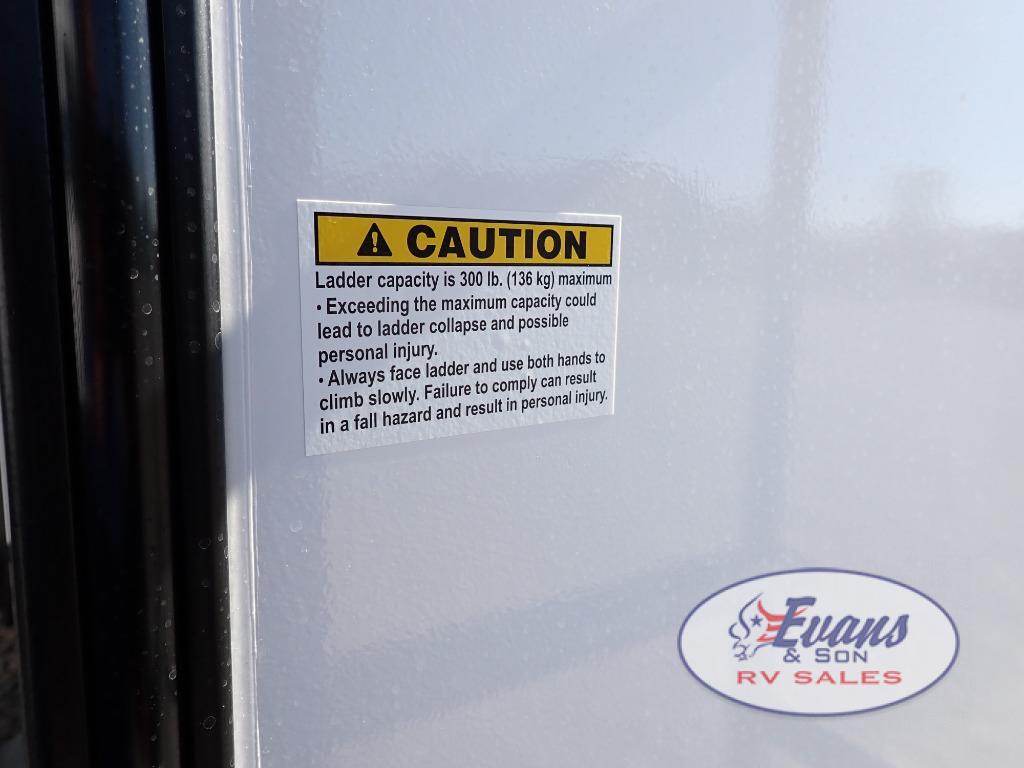 CAUTION
Ladder capacity is 300 lb. (136 kg) maximum
• Exceeding the maximum capacity could
lead to ladder collapse and possible
personal injury.
• Always face ladder and use both hands to
climb slowly. Failure to comply can result
in a fall hazard and result in personal injury.
Evans
& SON
RV SALES